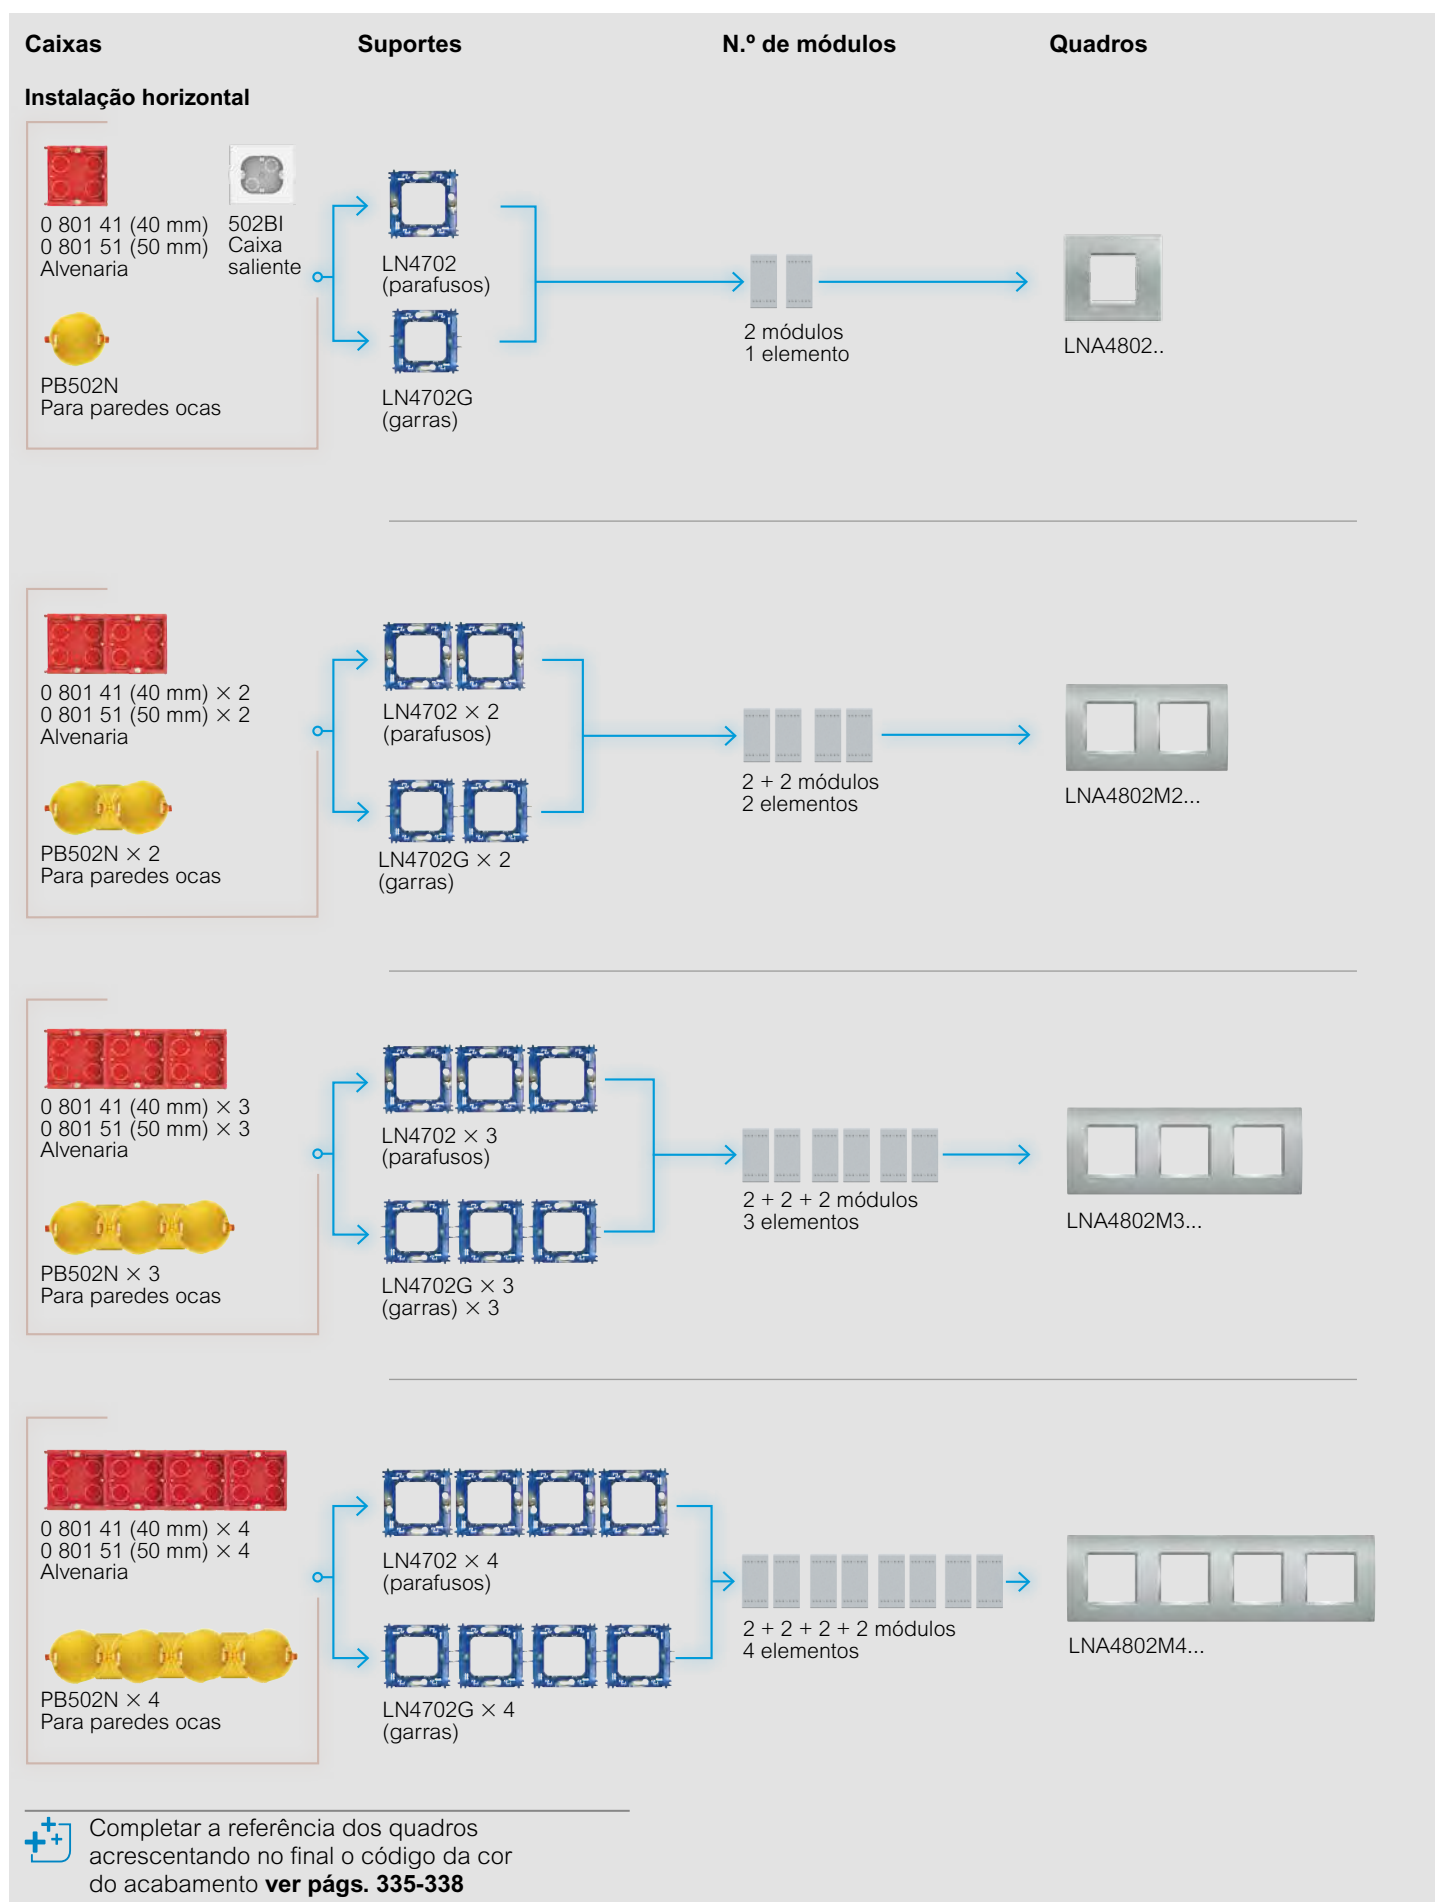 Caixas
Suportes
N.º de módulos
Quadros
Instalação horizontal
0 801 41 (40 mm)
0 801 51 (50 mm)
Alvenaria
502BI
Caixa
saliente
PB502N
Para paredes ocas
LN4702
(parafusos)
LN4702G
(garras)
2 módulos
1 elemento
LNA4802..
0 801 41 (40 mm) × 2
0 801 51 (50 mm) × 2
Alvenaria
PB502N × 2
Para paredes ocas
LN4702 × 2
(parafusos)
LN4702G × 2
(garras)
2 + 2 módulos
2 elementos
LNA4802M2...
0 801 41 (40 mm) × 3
0 801 51 (50 mm) × 3
Alvenaria
PB502N × 3
Para paredes ocas
LN4702 × 3
(parafusos)
LN4702G × 3
(garras) × 3
2 + 2 + 2 módulos
3 elementos
LNA4802M3...
0 801 41 (40 mm) × 4
0 801 51 (50 mm) × 4
Alvenaria
PB502N × 4
Para paredes ocas
LN4702 × 4
(parafusos)
LN4702G × 4
(garras)
2 + 2 + 2 + 2 módulos
4 elementos
LNA4802M4...
Completar a referência dos quadros
acrescentando no final o código da cor
do acabamento ver págs. 335-338